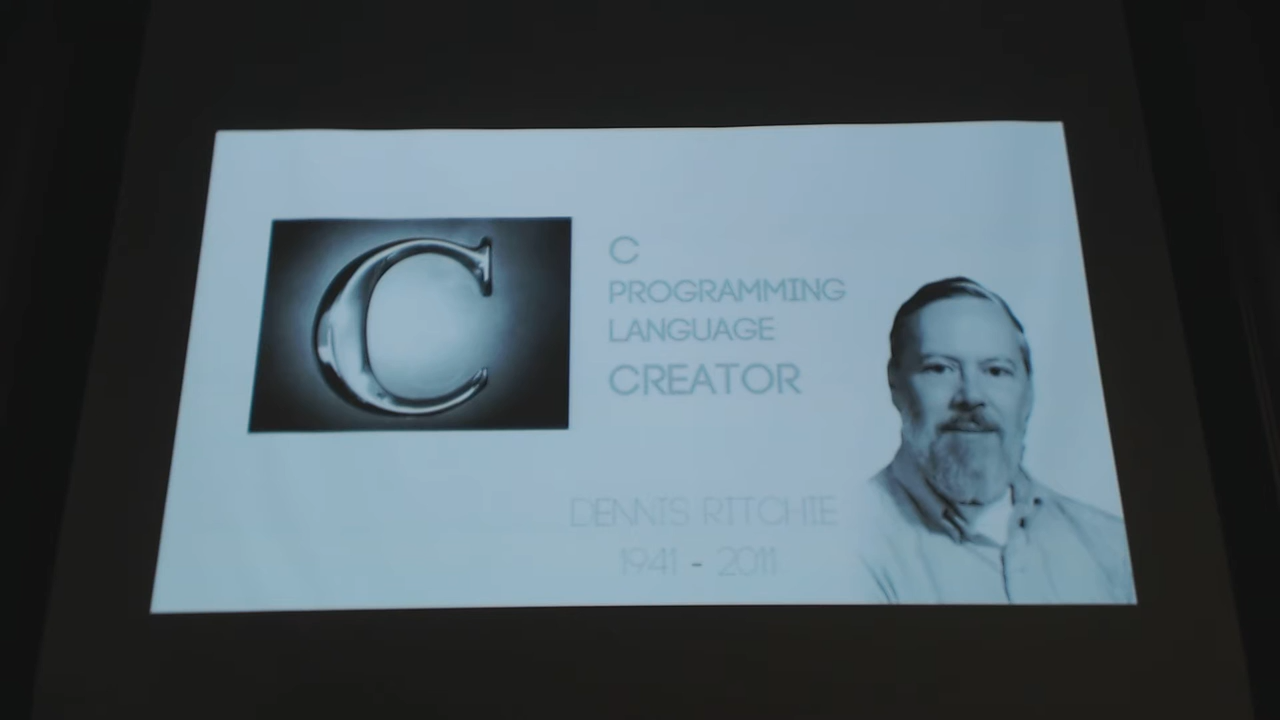 C
C
PROGRAMMING
LANGUAGE
CREATOR
DENNIS RITCHIE
1941 - 2011